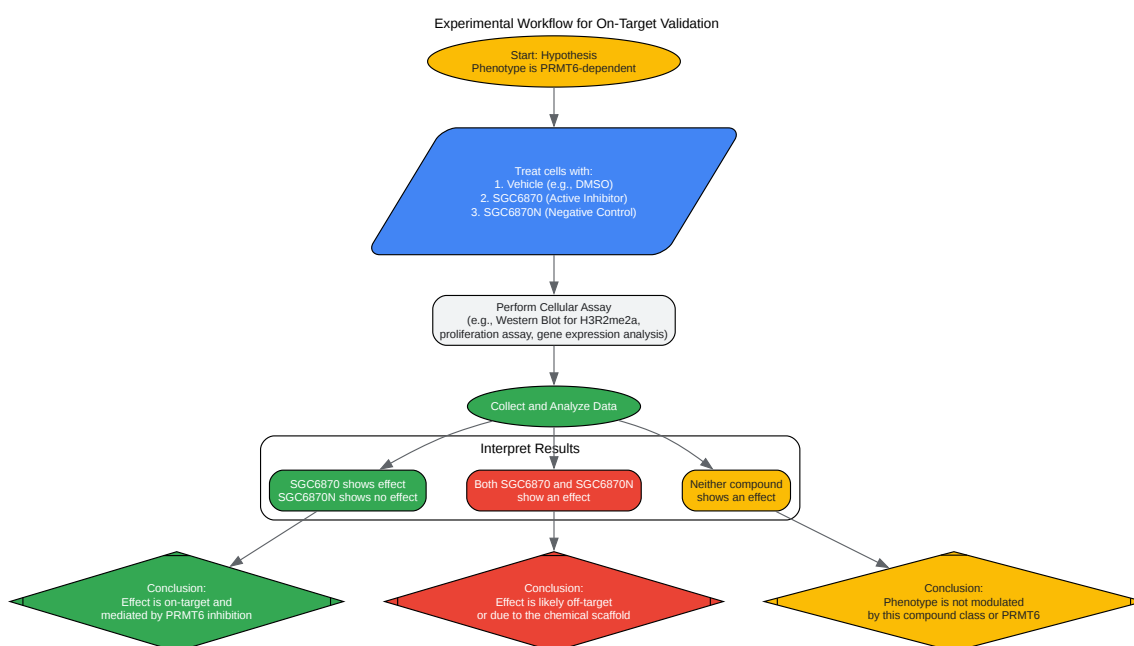 Experimental Workflow for On-Target Validation
Start: Hypothesis
Phenotype is PRMT6-dependent
Treat cells with:
1. Vehicle (e.g., DMSO)
2. SGC6870 (Active Inhibitor)
3. SGC6870N (Negative Control)
Perform Cellular Assay
(e.g., Western Blot for H3R2me2a,
proliferation assay, gene expression analysis)
Collect and Analyze Data
Interpret Results
SGC6870 shows effect
SGC6870N shows no effect
Both SGC6870 and SGC6870N
show an effect
Neither compound
shows an effect
Conclusion:
Effect is on-target and
mediated by PRMT6 inhibition
Conclusion:
Effect is likely off-target
or due to the chemical scaffold
Conclusion:
Phenotype is not modulated
by this compound class or PRMT6